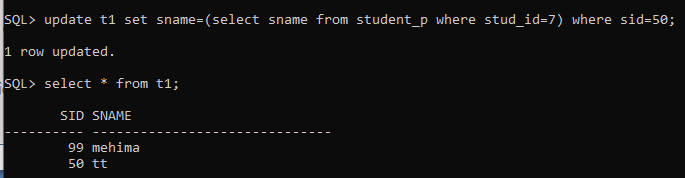 SQL> update t1 set sname=(select sname from student_p where stud_id=7) where sid=50;
1 row updated.
SQL> select * from t1;
SID SNAME
---------- ------------------------------
99 mehima
50 tt